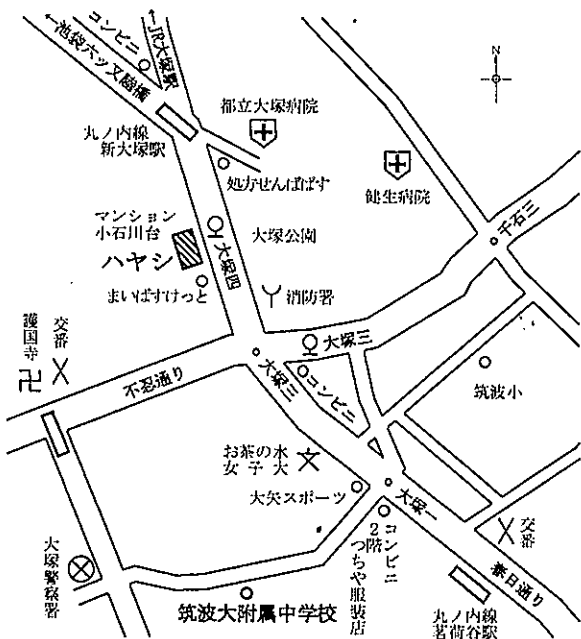 ←JR大塚駅
コンビニ
←池袋六ッ又陸橋
N
都立大塚病院
丸ノ内線
新大塚駅
処方せんぱぱす
健生病院
千石三
マンション
小石川台
ハヤシ
大塚公園
大塚四
まいばすけっと
消防署
護国寺
交番
不忍通り
大塚三
大塚三
コンビニ
筑波小
お茶の水
女子大
大矢スポーツ
大塚一
コンビニ
2階
つちや服装店
交番
春日通り
大塚警察署
筑波大附属中学校
丸ノ内線
茗荷谷駅